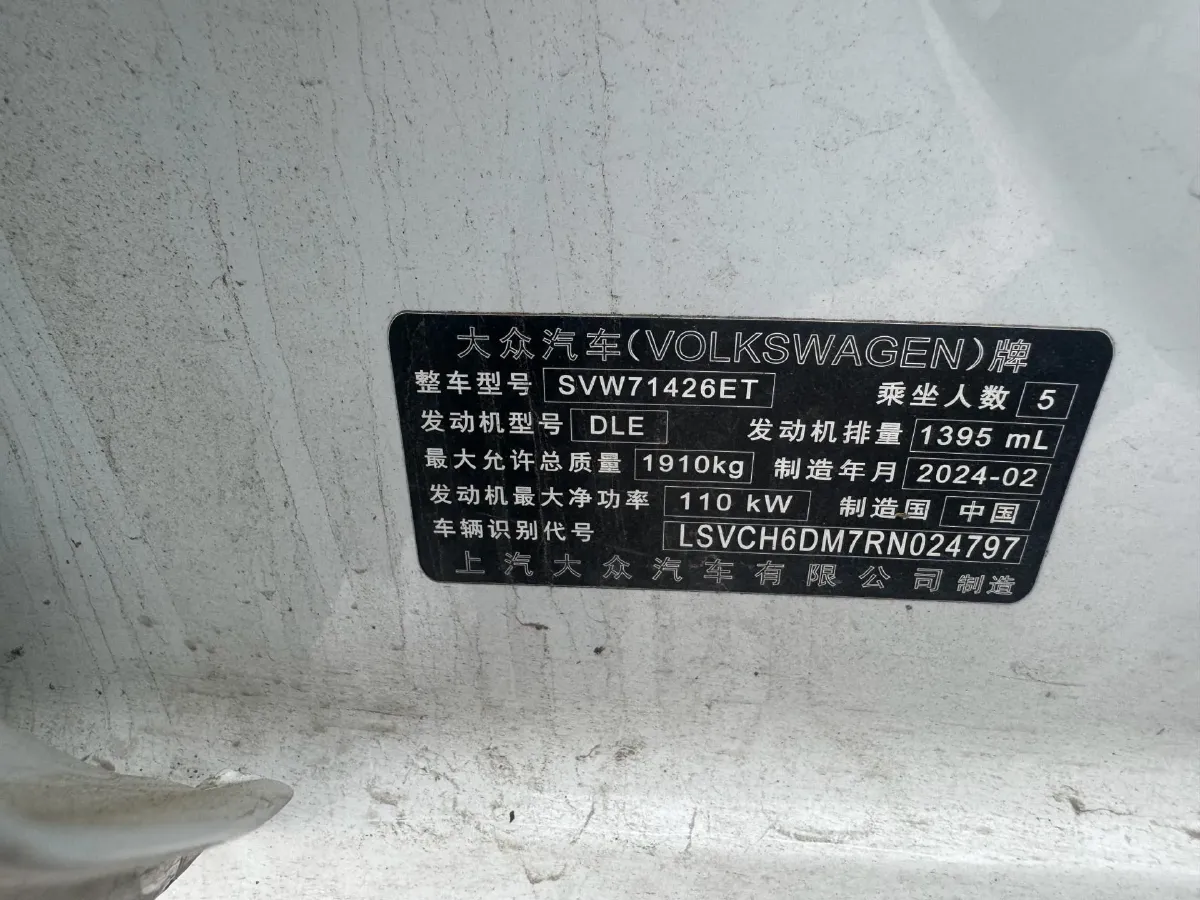 大众汽车(VOLKSWAGEN)牌
整车型号 SVW71426ET 乘坐人数 5
发动机型号 DLE 发动机排量 1395 mL
最大允许总质量 1910kg 制造年月 2024-02
发动机最大净功率 110 kW 制造国 中国
车辆识别代号 LSVCH6DM7RN024797
上汽大众汽车有限公司 制造